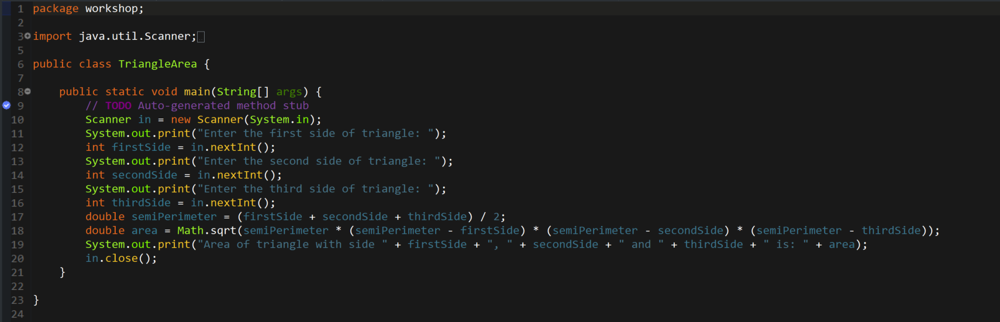 1 package workshop;
2
3 import java.util.Scanner;
5
6 public class TriangleArea {
7
8 public static void main(String[] args) {
9 // TODO Auto-generated method stub
10 Scanner in = new Scanner(System.in);
11 System.out.print("Enter the first side of triangle: ");
12 int firstSide = in.nextInt();
13 System.out.print("Enter the second side of triangle: ");
14 int secondSide = in.nextInt();
15 System.out.print("Enter the third side of triangle: ");
16 int thirdSide = in.nextInt();
17 double semiPerimeter = (firstSide + secondSide + thirdSide) / 2;
18 double area = Math.sqrt(semiPerimeter * (semiPerimeter - firstSide) * (semiPerimeter - secondSide) * (semiPerimeter - thirdSide));
19 System.out.print("Area of triangle with side " + firstSide + ", " + secondSide + " and " + thirdSide + " is: " + area);
20 in.close();
21 }
22
23 }
24